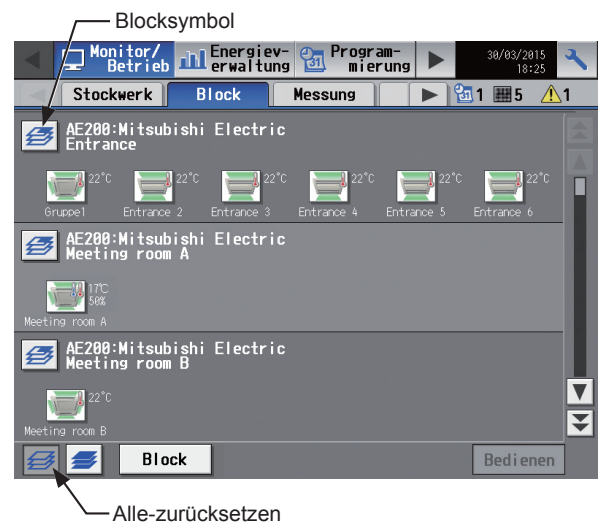 Blocksymbol
Monitor/ Betrieb
Energiev- erwaltung
Program- mierung
30/03/2015
18:25
Stockwerk
Block
Messung
31 1
5
1
AE200:Mitsubishi Electric
Entrance
22°C 22°C 22°C 22°C 22°C 22°C
Gruppe1 Entrance 2 Entrance 3 Entrance 4 Entrance 5 Entrance 6
AE200:Mitsubishi Electric
Meeting room A
17°C
50%
Meeting room A
AE200:Mitsubishi Electric
Meeting room B
22°C
Meeting room B
Block
Bedienen
Alle-zurücksetzen